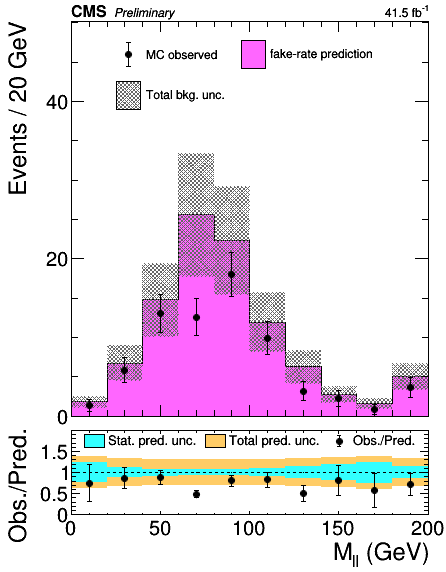 CMS Preliminary 41.5 fb⁻¹
Events / 20 GeV
MC observed
fake-rate prediction
Total bkg. unc.
40
20
0
Obs./Pred.
Stat. pred. unc. Total pred. unc. Obs./Pred.
1.5
1
0.5
0
0 50 100 150 200
M_ll (GeV)